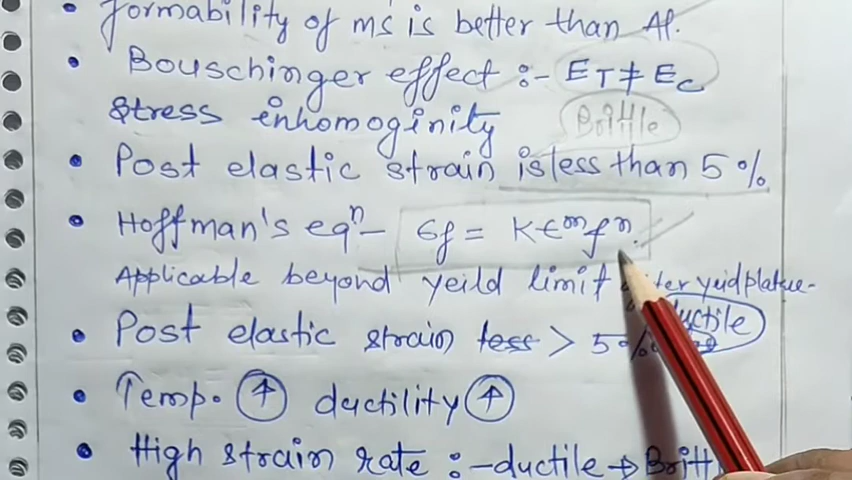 formability of ms is better than Al.
Bouschinger effect :- ET ≠ Ec
stress inhomoginity Brittle
Post elastic strain is less than 5%
Hoffman's eqn - σf = Kϵ^m f^n.
Applicable beyond yeild limit after yeild platue-
Post elastic strain less > 5% ductile
Temp. ↑ ductility ↑
High strain rate :- ductile → Britt